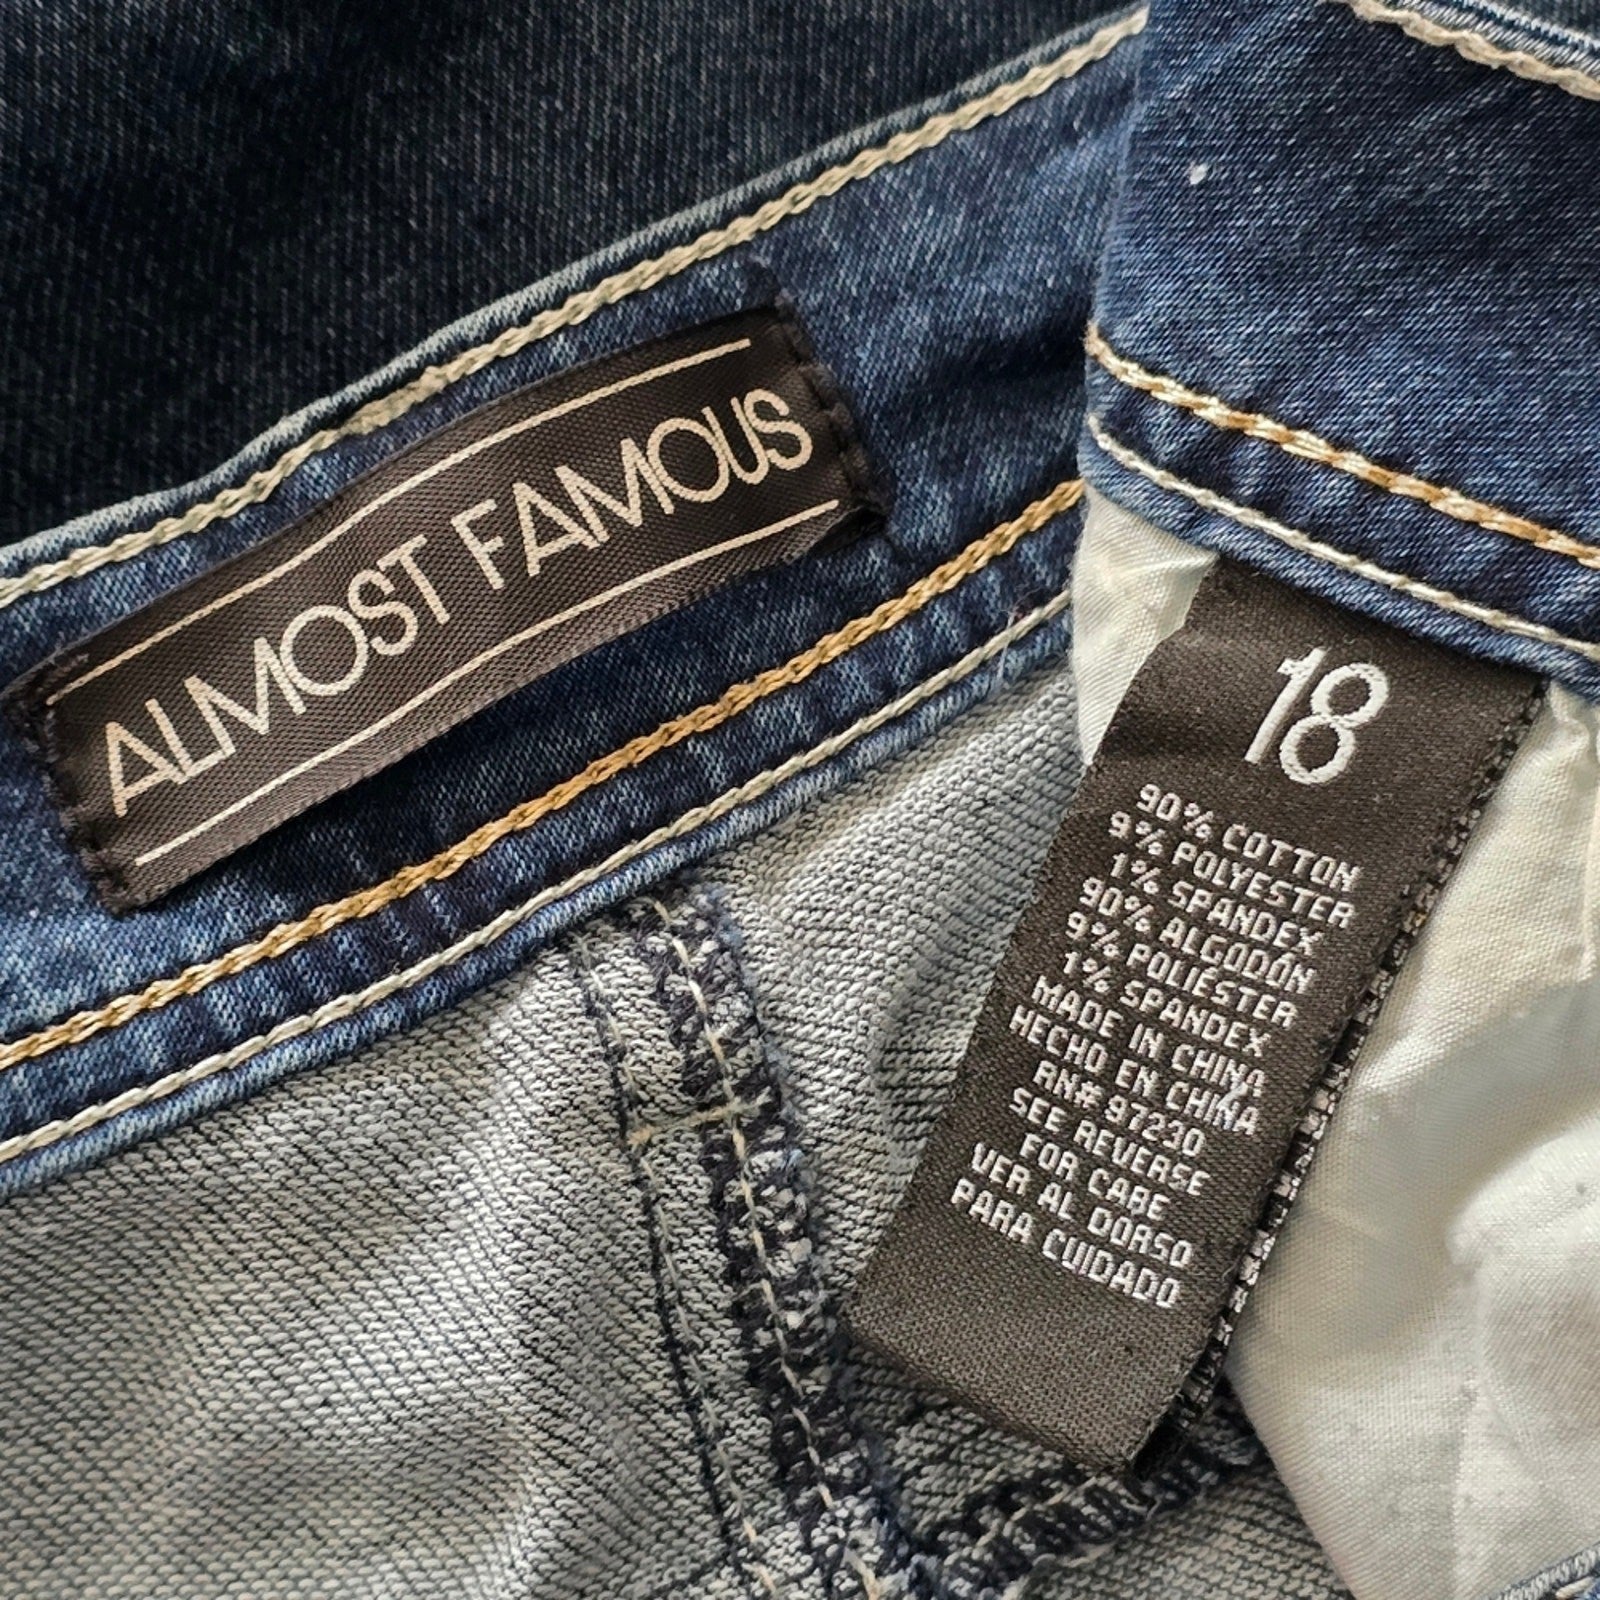 ALMOST FAMOUS
18
90% COTTON
9% POLYESTER
1% SPANDEX
90% ALGODÓN
9% POLIÉSTER
1% SPANDEX
MADE IN CHINA
HECHO EN CHINA
RN# 97230
SEE REVERSE
FOR CARE
VER AL DORSO
PARA CUIDADO